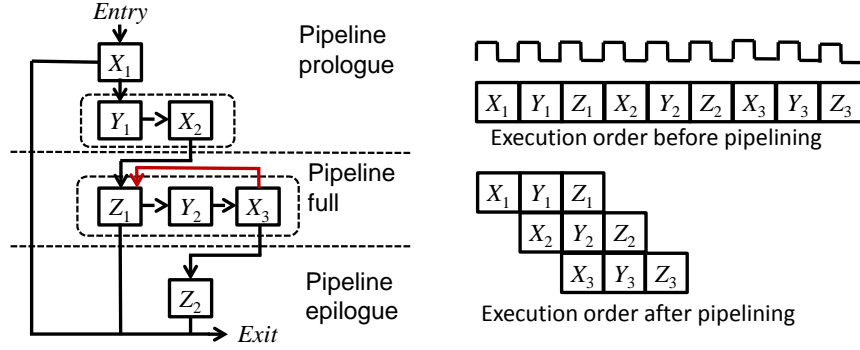 Entry
Pipeline
prologue
X1
Y1 X2
Pipeline
full
Z1 Y2 X3
Pipeline
epilogue
Z2
Exit
X1 Y1 Z1 X2 Y2 Z2 X3 Y3 Z3
Execution order before pipelining
X1 Y1 Z1
X2 Y2 Z2
X3 Y3 Z3
Execution order after pipelining